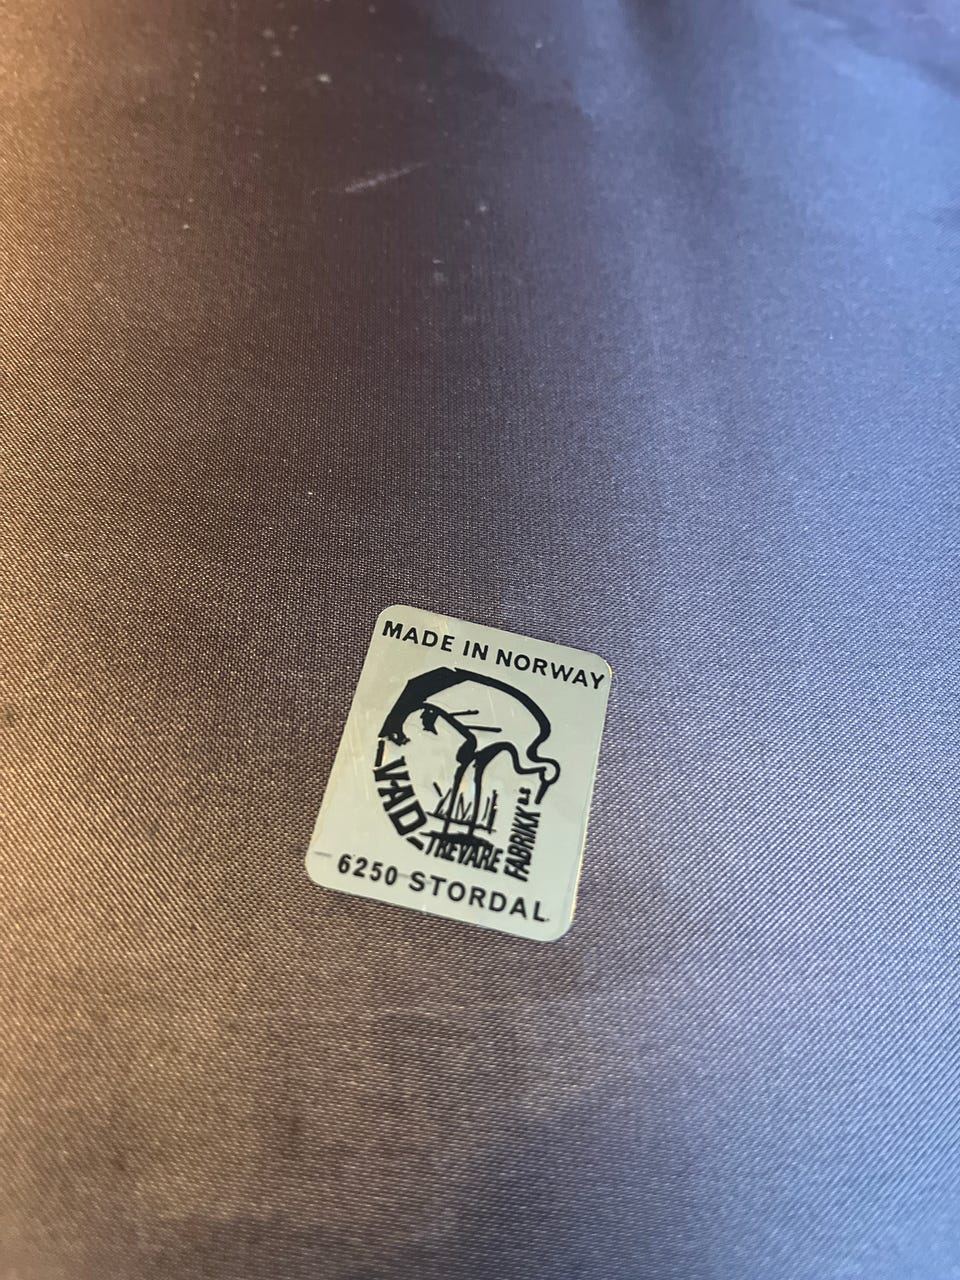 MADE IN NORWAY
VAD
TREVARE
FABRIKK A.S
6250 STORDAL